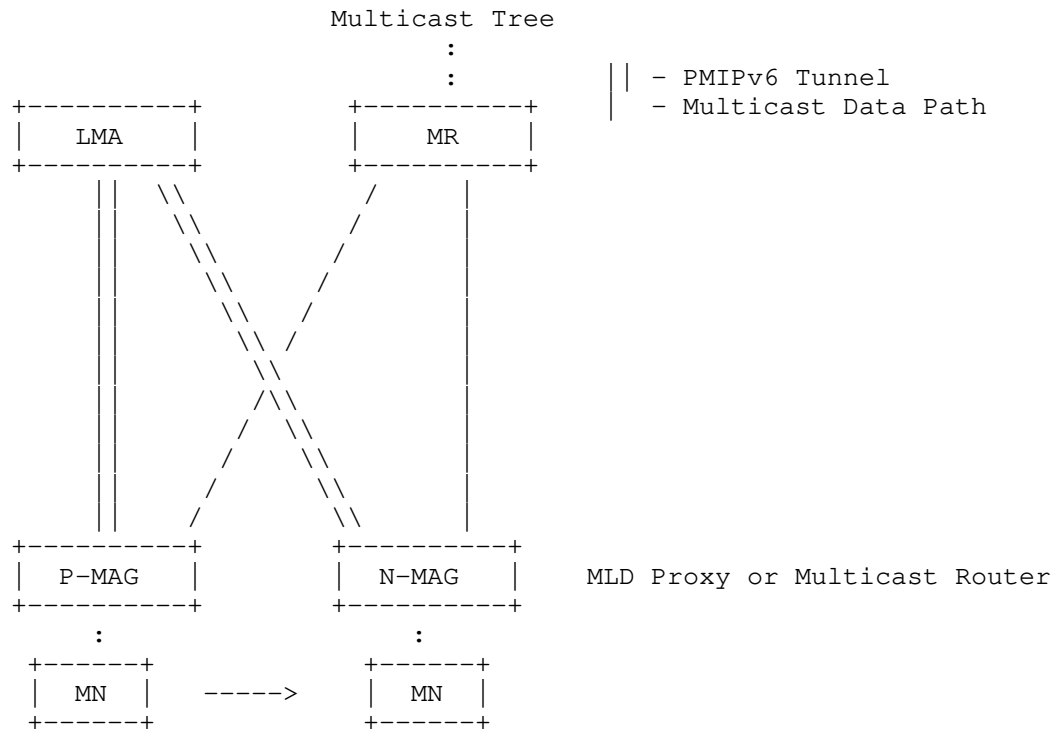 Multicast Tree
:
: || - PMIPv6 Tunnel
+----------+ +----------+ | - Multicast Data Path
| LMA | | MR |
+----------+ +----------+
|| \\ / |
|| \\ / |
|| \\ / |
|| \\ / |
|| \\ / |
|| \\ / |
|| \\ |
|| /\\ |
|| / \\ |
|| / \\ |
|| / \\ |
|| / \\ |
+----------+ +----------+
| P-MAG | | N-MAG | MLD Proxy or Multicast Router
+----------+ +----------+
: :
+------+ +------+
| MN | -----> | MN |
+------+ +------+